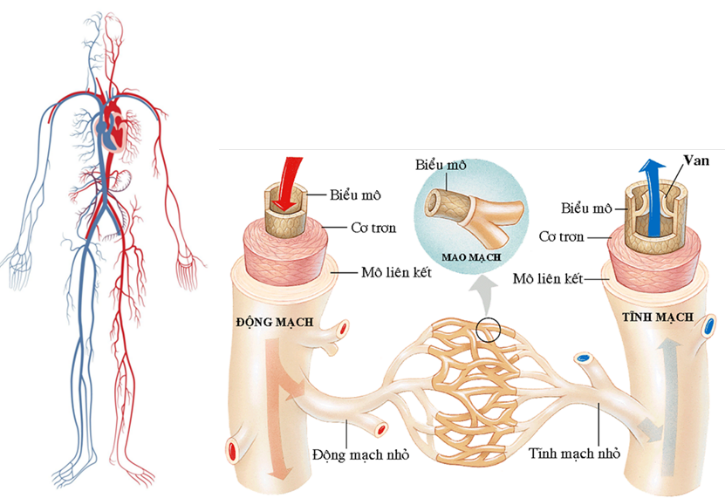 Biểu mô
Cơ trơn
Mô liên kết
ĐỘNG MẠCH
Động mạch nhỏ
Biểu mô
MAO MẠCH
Van
Biểu mô
Cơ trơn
Mô liên kết
TĨNH MẠCH
Tĩnh mạch nhỏ